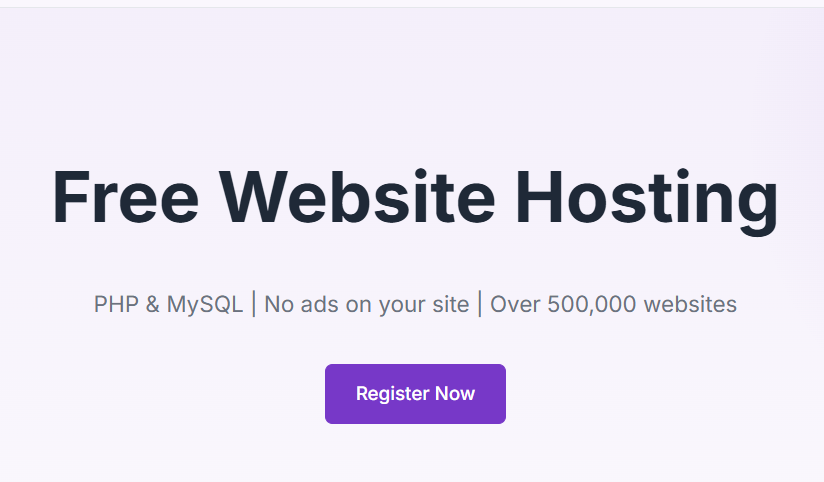 Free Website Hosting
PHP & MySQL | No ads on your site | Over 500,000 websites
Register Now